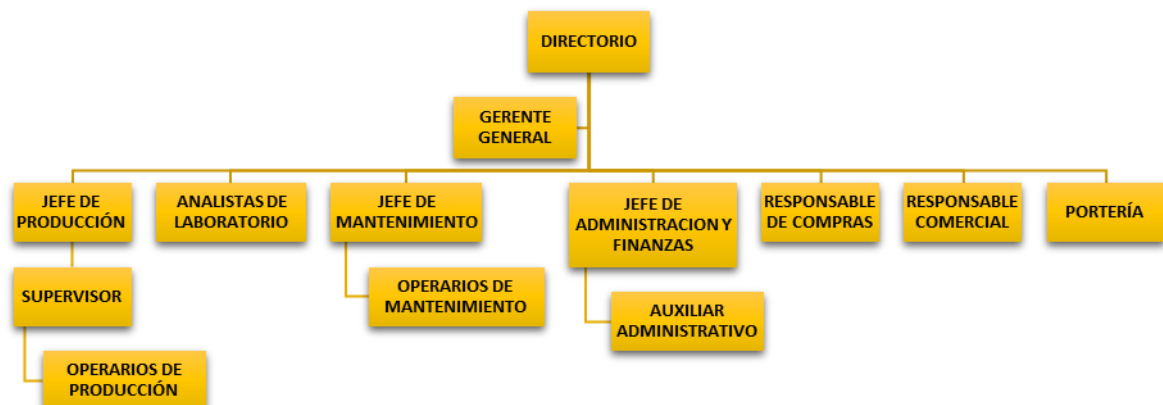 DIRECTORIO
GERENTE
GENERAL
JEFE DE
PRODUCCIÓN
ANALISTAS DE
LABORATORIO
JEFE DE
MANTENIMIENTO
JEFE DE
ADMINISTRACION Y
FINANZAS
RESPONSABLE
DE COMPRAS
RESPONSABLE
COMERCIAL
PORTERÍA
SUPERVISOR
OPERARIOS DE
MANTENIMIENTO
AUXILIAR
ADMINISTRATIVO
OPERARIOS DE
PRODUCCIÓN